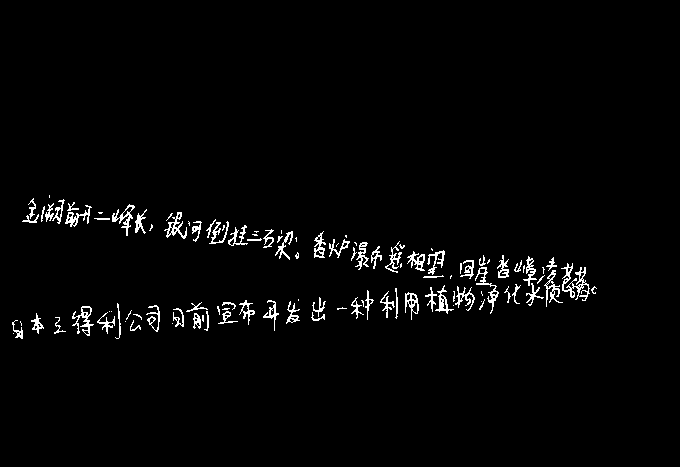 金阙前开二峰长，银河倒挂三石梁。香炉瀑布遥相望，回崖沓嶂凌苍苍。
日本三得利公司日前宣布开发出一种利用植物净化水质的